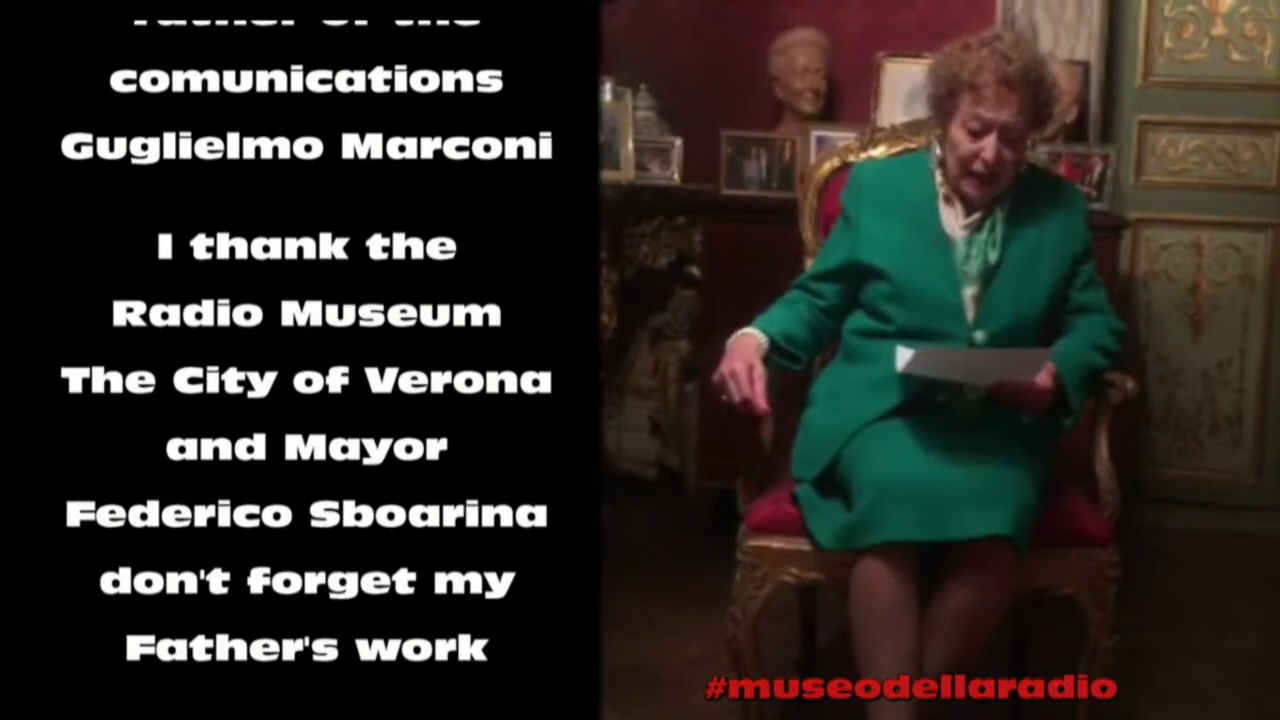 comunications
Guglielmo Marconi
I thank the
Radio Museum
The City of Verona
and Mayor
Federico Sboarina
don't forget my
Father's work
#museodellaradio